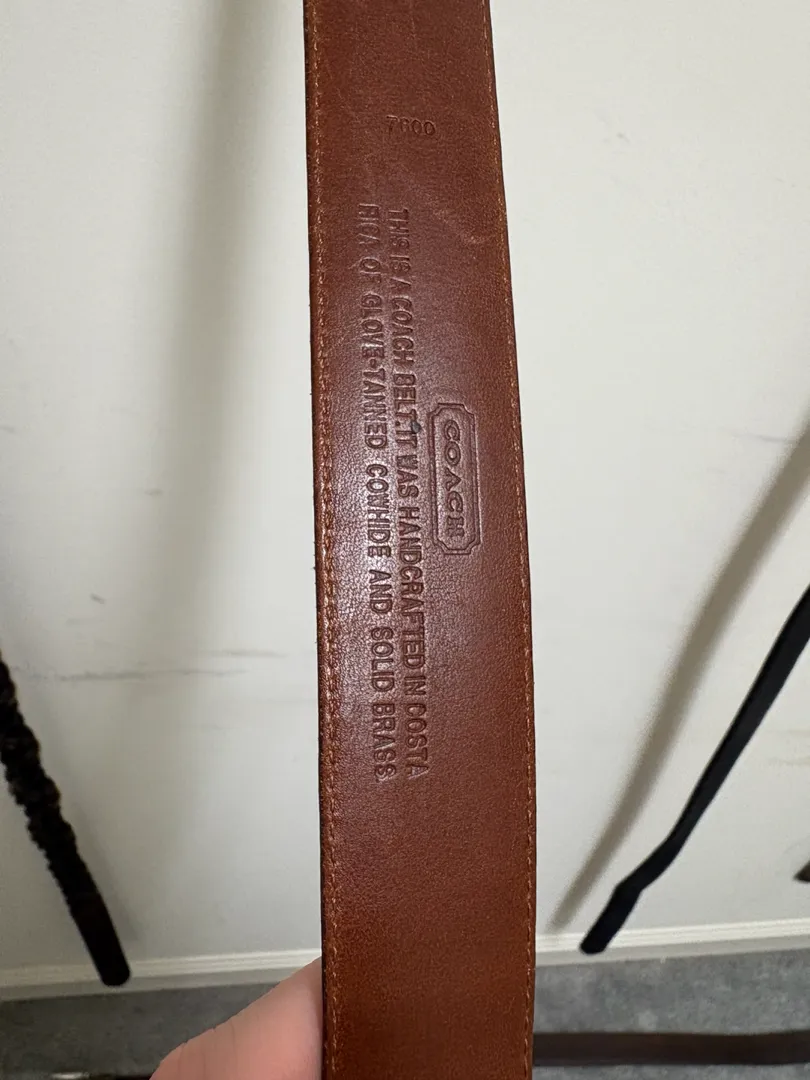 7600
COACH
THIS IS A COACH BELT. IT WAS HANDCRAFTED IN COSTA
RICA OF GLOVE-TANNED COWHIDE AND SOLID BRASS